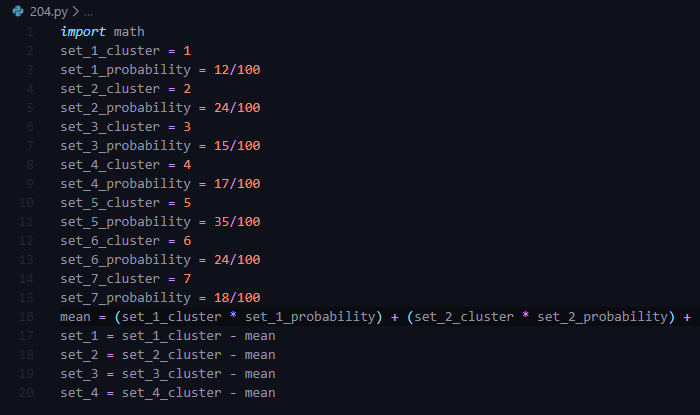 204.py > ...
1 import math
2 set_1_cluster = 1
3 set_1_probability = 12/100
4 set_2_cluster = 2
5 set_2_probability = 24/100
6 set_3_cluster = 3
7 set_3_probability = 15/100
8 set_4_cluster = 4
9 set_4_probability = 17/100
10 set_5_cluster = 5
11 set_5_probability = 35/100
12 set_6_cluster = 6
13 set_6_probability = 24/100
14 set_7_cluster = 7
15 set_7_probability = 18/100
16 mean = (set_1_cluster * set_1_probability) + (set_2_cluster * set_2_probability) +
17 set_1 = set_1_cluster - mean
18 set_2 = set_2_cluster - mean
19 set_3 = set_3_cluster - mean
20 set_4 = set_4_cluster - mean